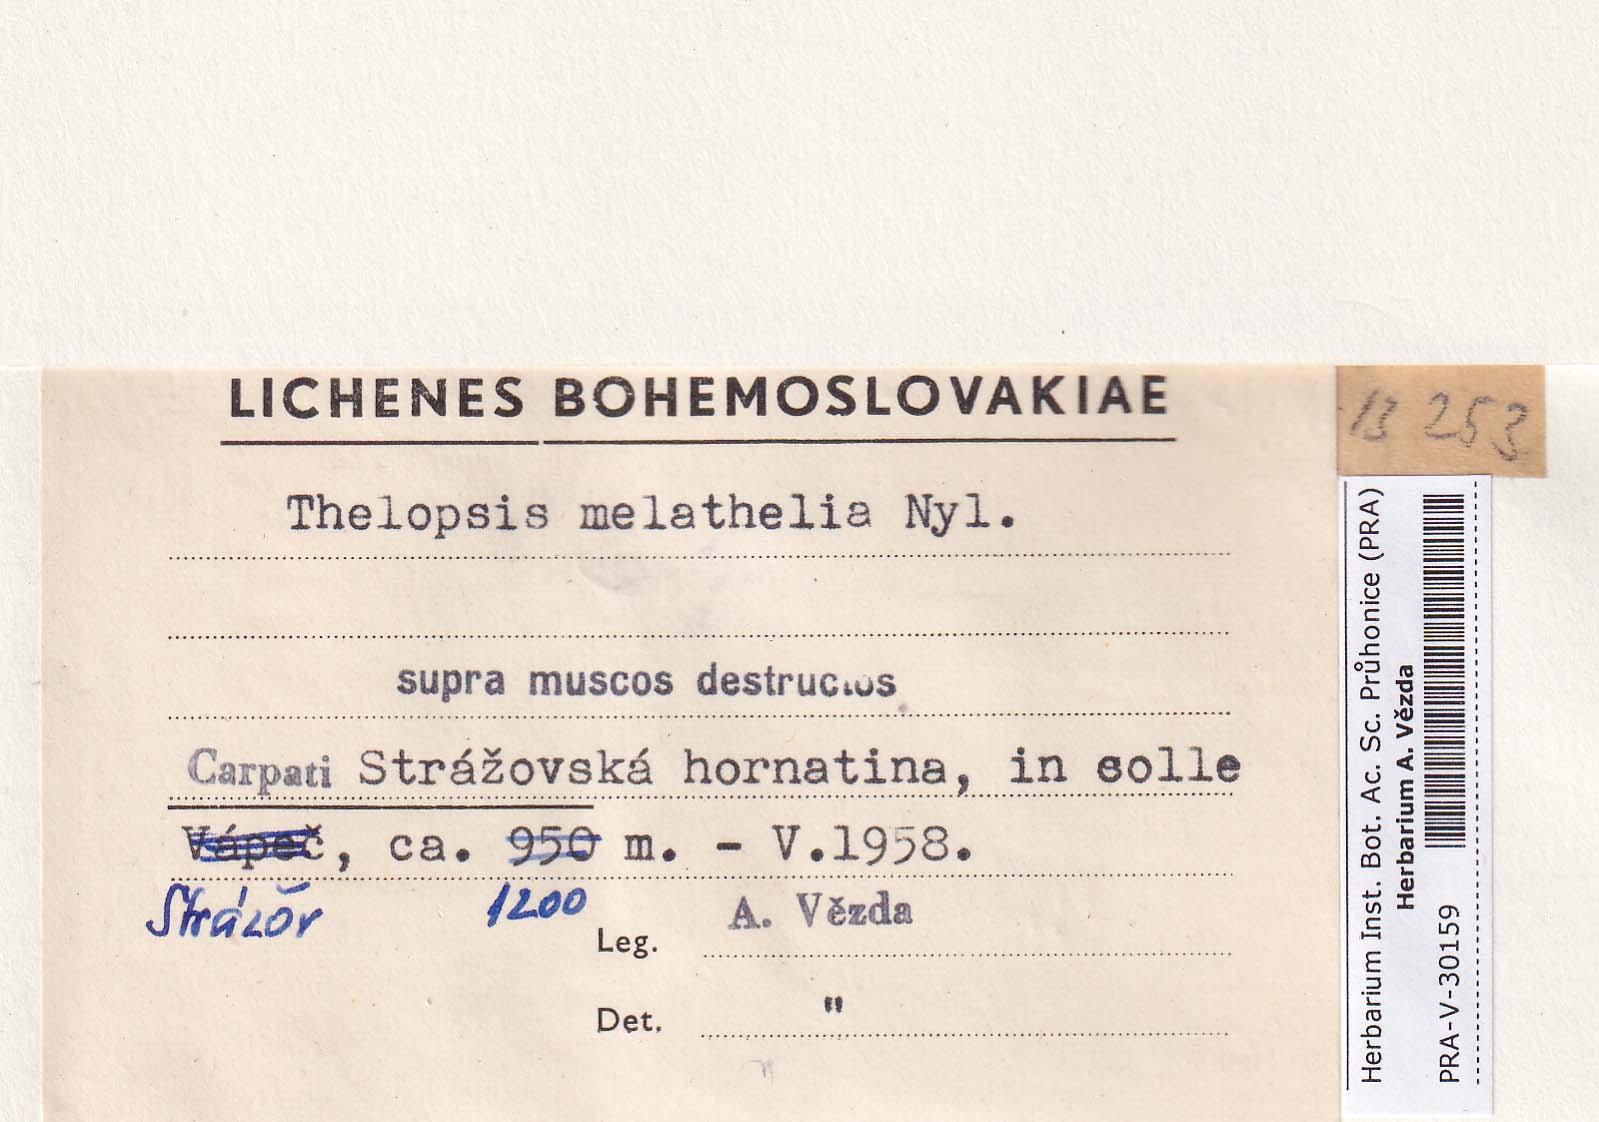 LICHENES BOHEMOSLOVAKIAE
Thelopsis melathelia Nyl.
supra muscos destructos
Carpati Strážovská hornatina, in colle
Vápeč, ca. 950 m. - V.1958.
Stražov 1200
A. Vězda
Leg.
Det. "
13 253
Herbarium Inst. Bot. Ac. Sc. Průhonice (PRA)
Herbarium A. Vězda
PRA-V-30159